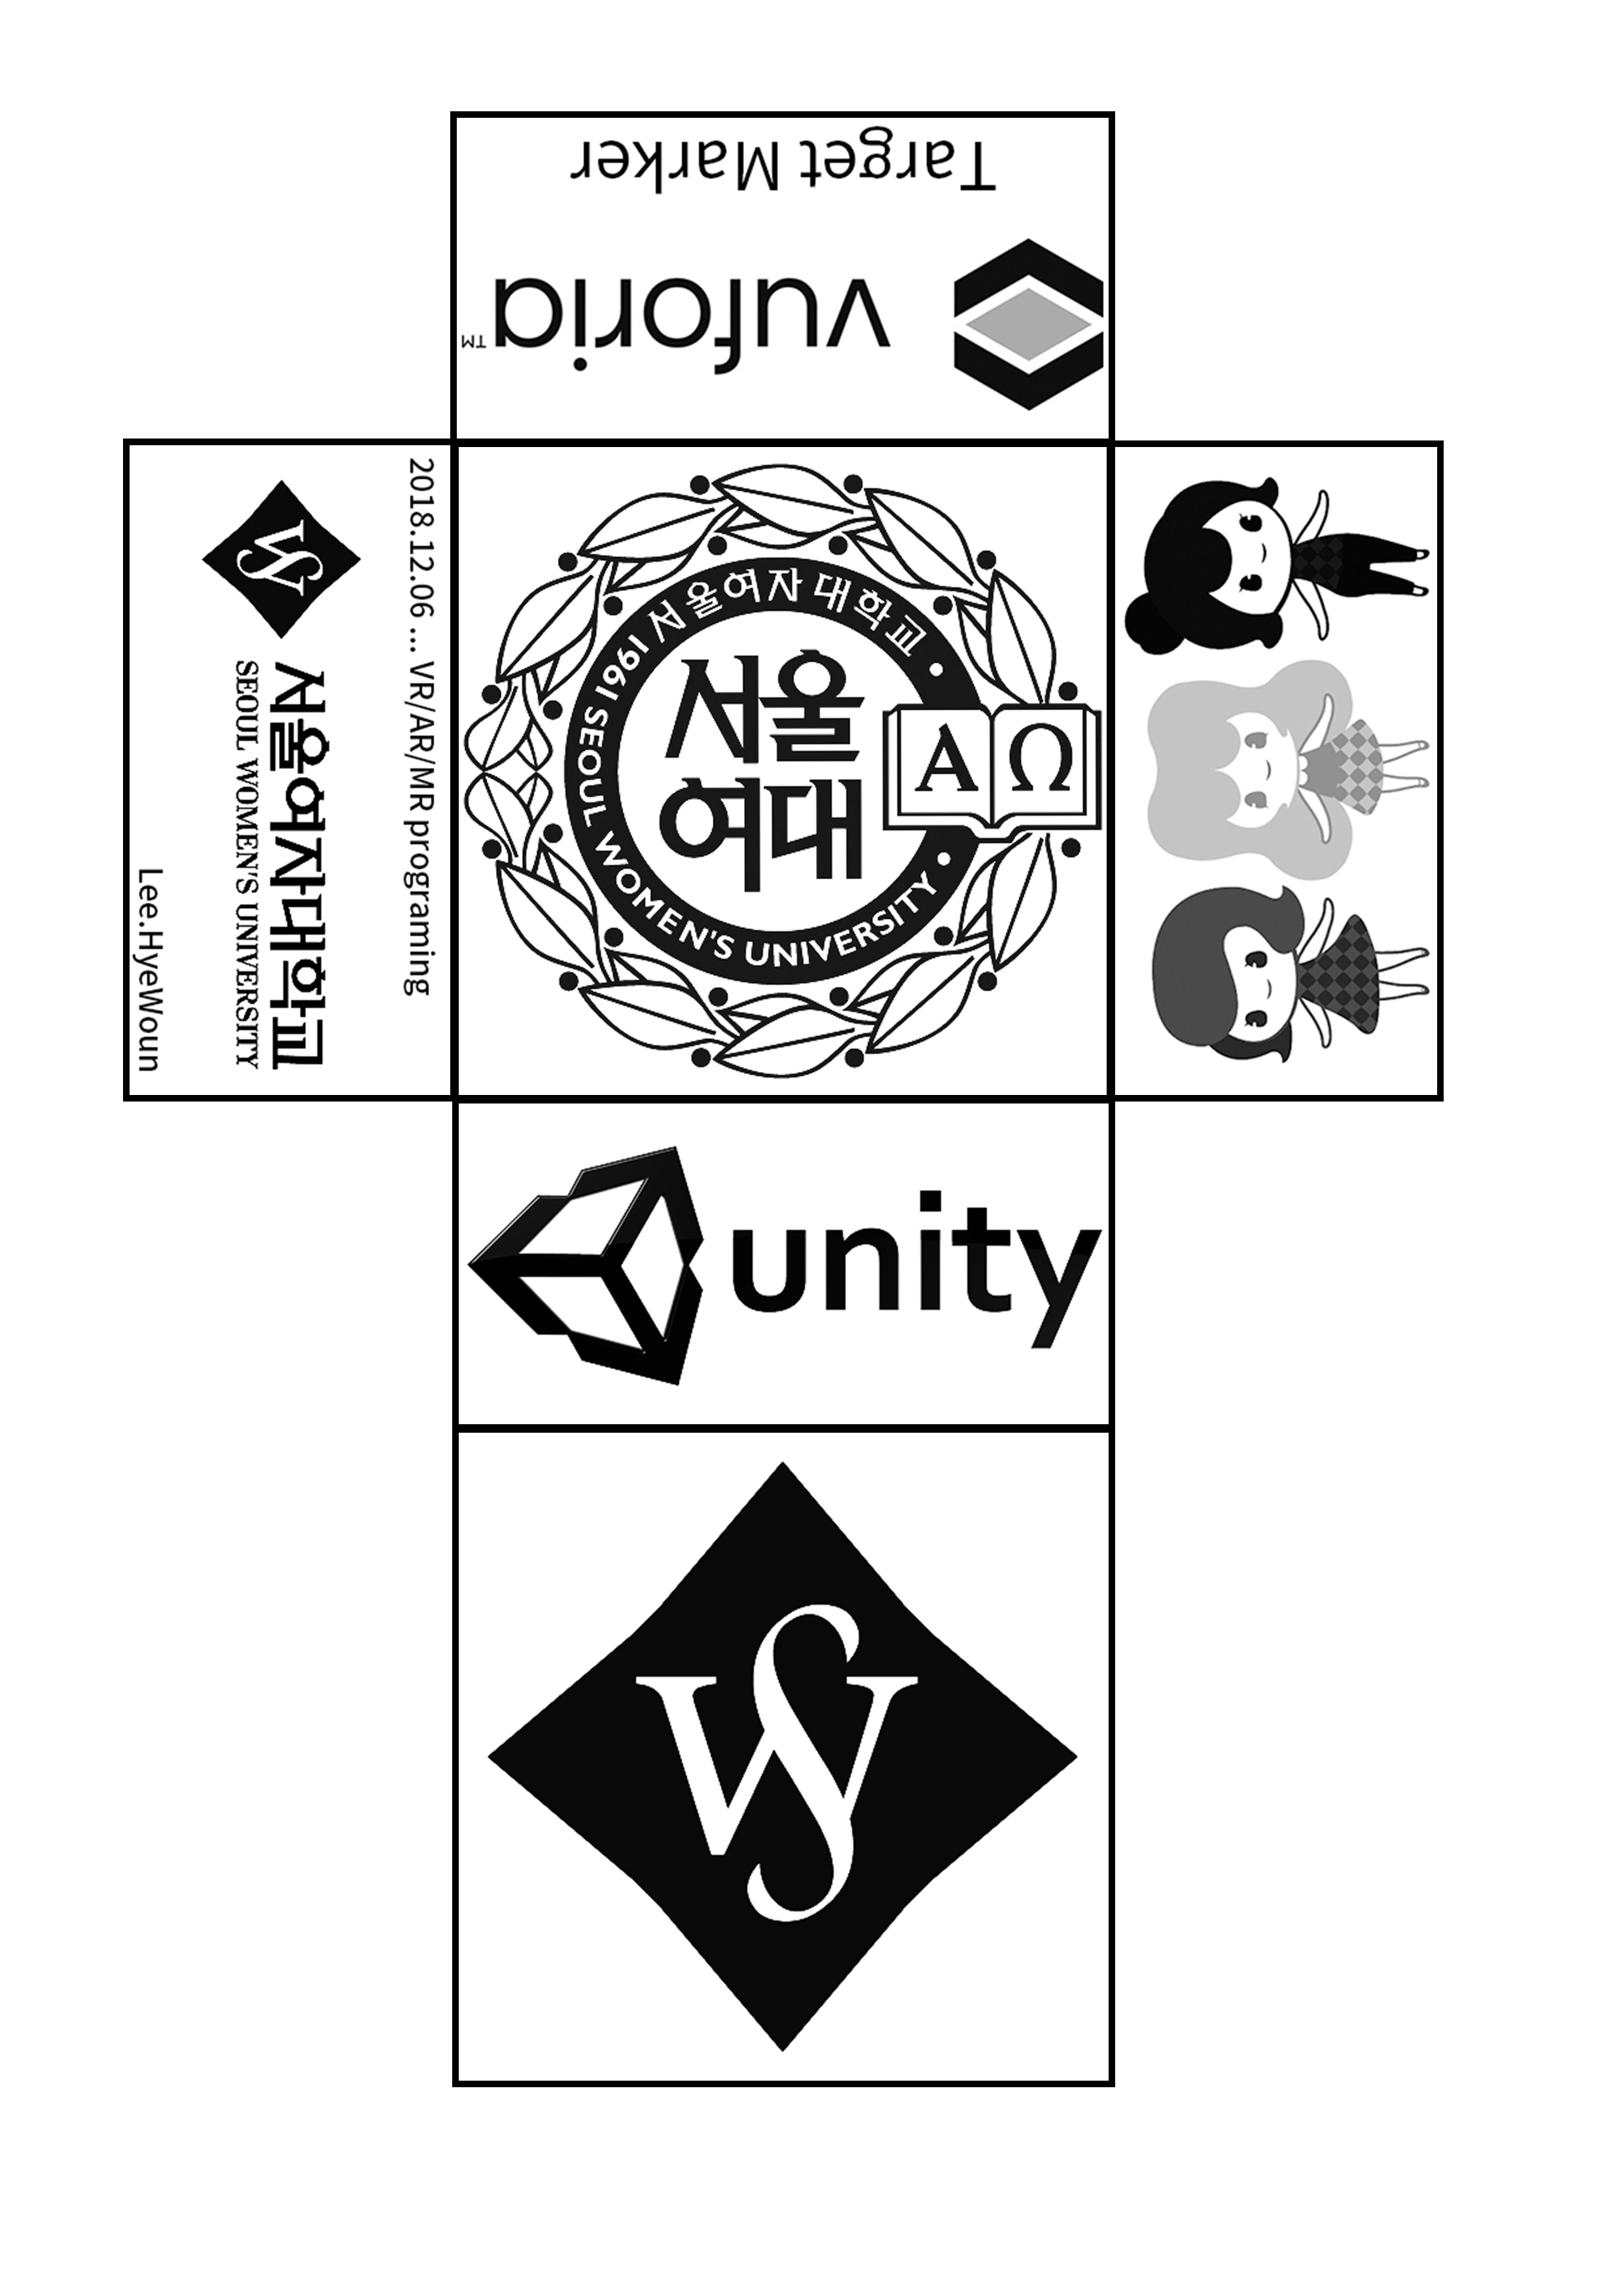 Target Marker
vuforia™
2018.12.06 ... VR/AR/MR programing
서울여자대학교
SEOUL WOMEN'S UNIVERSITY
Lee.HyeWoun
1961 서울여자대학교
서울
여대
Α Ω
SEOUL WOMEN'S UNIVERSITY
unity